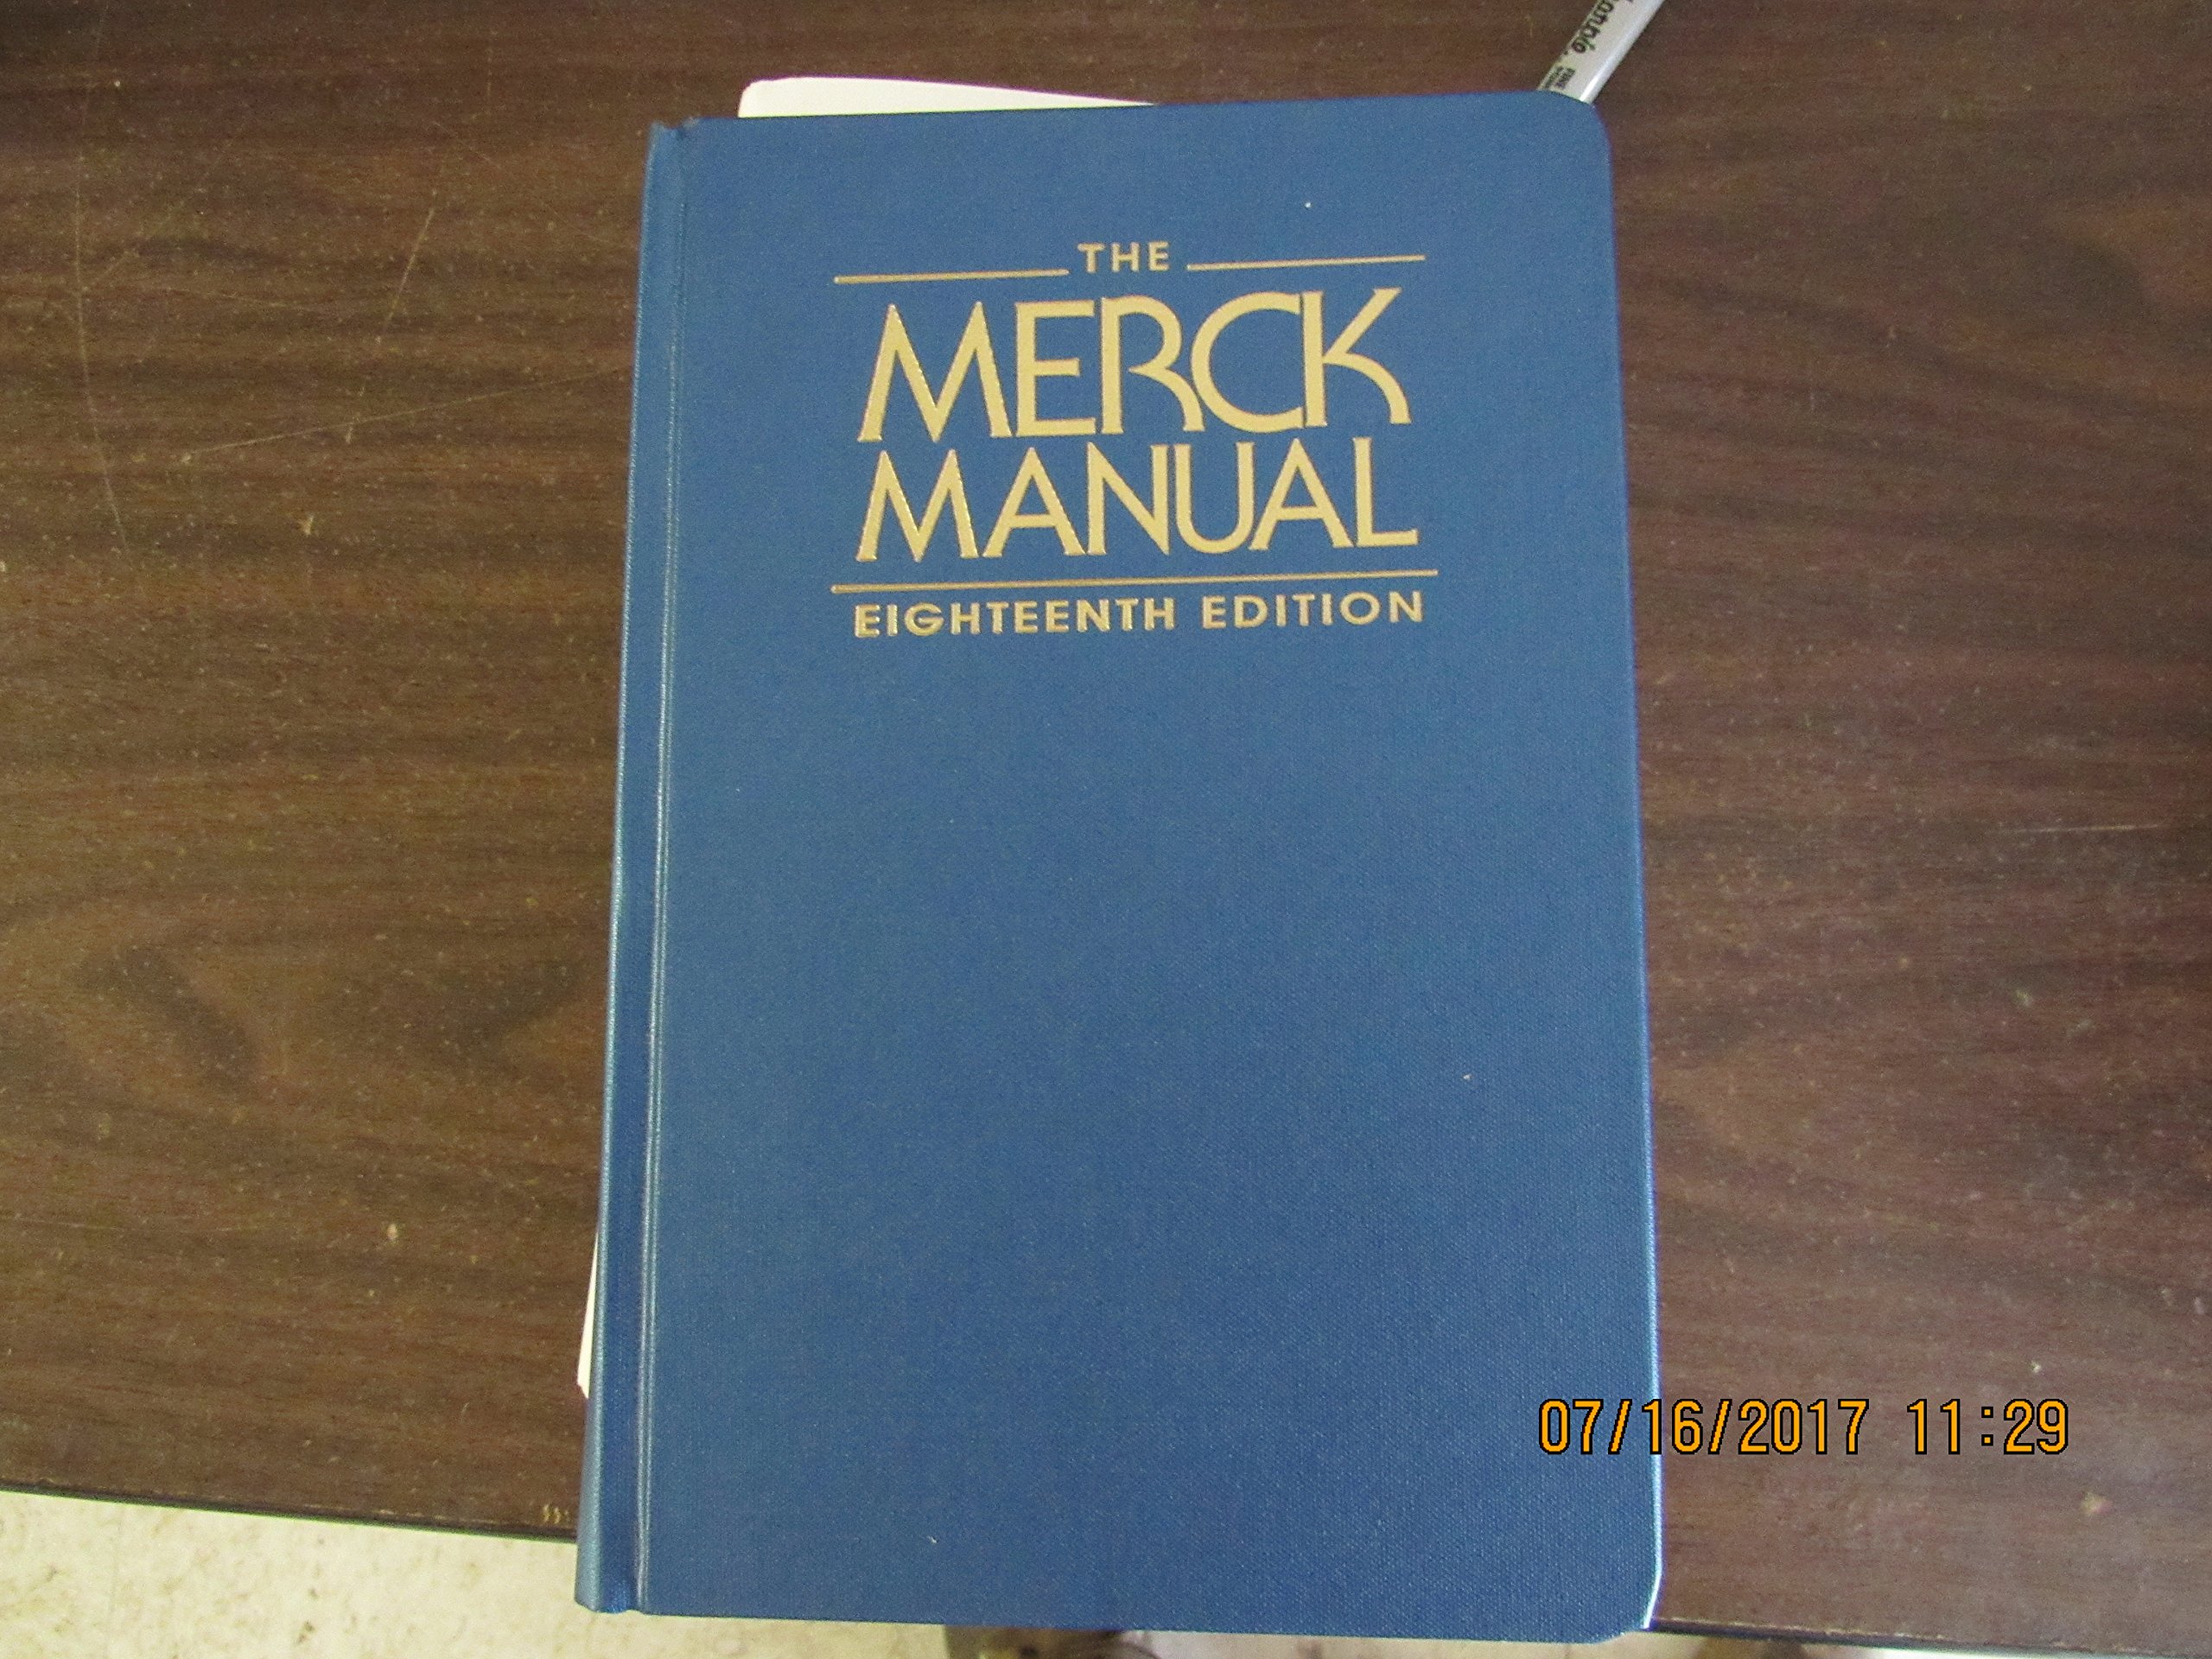 THE
MERCK
MANUAL
EIGHTEENTH EDITION
07/16/2017 11:29